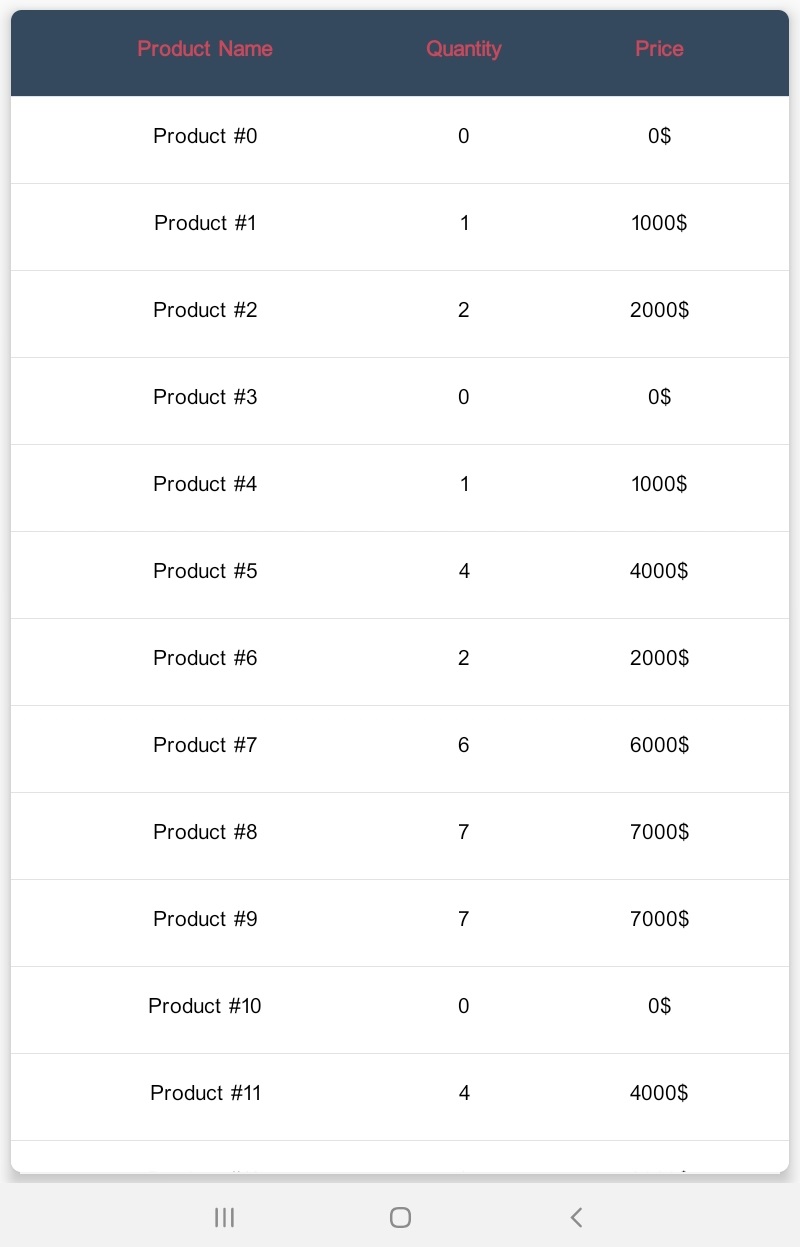 Product Name Quantity Price
Product #0 0 0$
Product #1 1 1000$
Product #2 2 2000$
Product #3 0 0$
Product #4 1 1000$
Product #5 4 4000$
Product #6 2 2000$
Product #7 6 6000$
Product #8 7 7000$
Product #9 7 7000$
Product #10 0 0$
Product #11 4 4000$